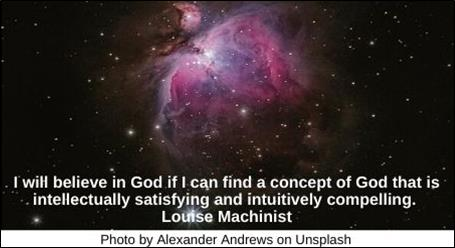 I will believe in God if I can find a concept of God that is
intellectually satisfying and intuitively compelling.
Louise Machinist
Photo by Alexander Andrews on Unsplash